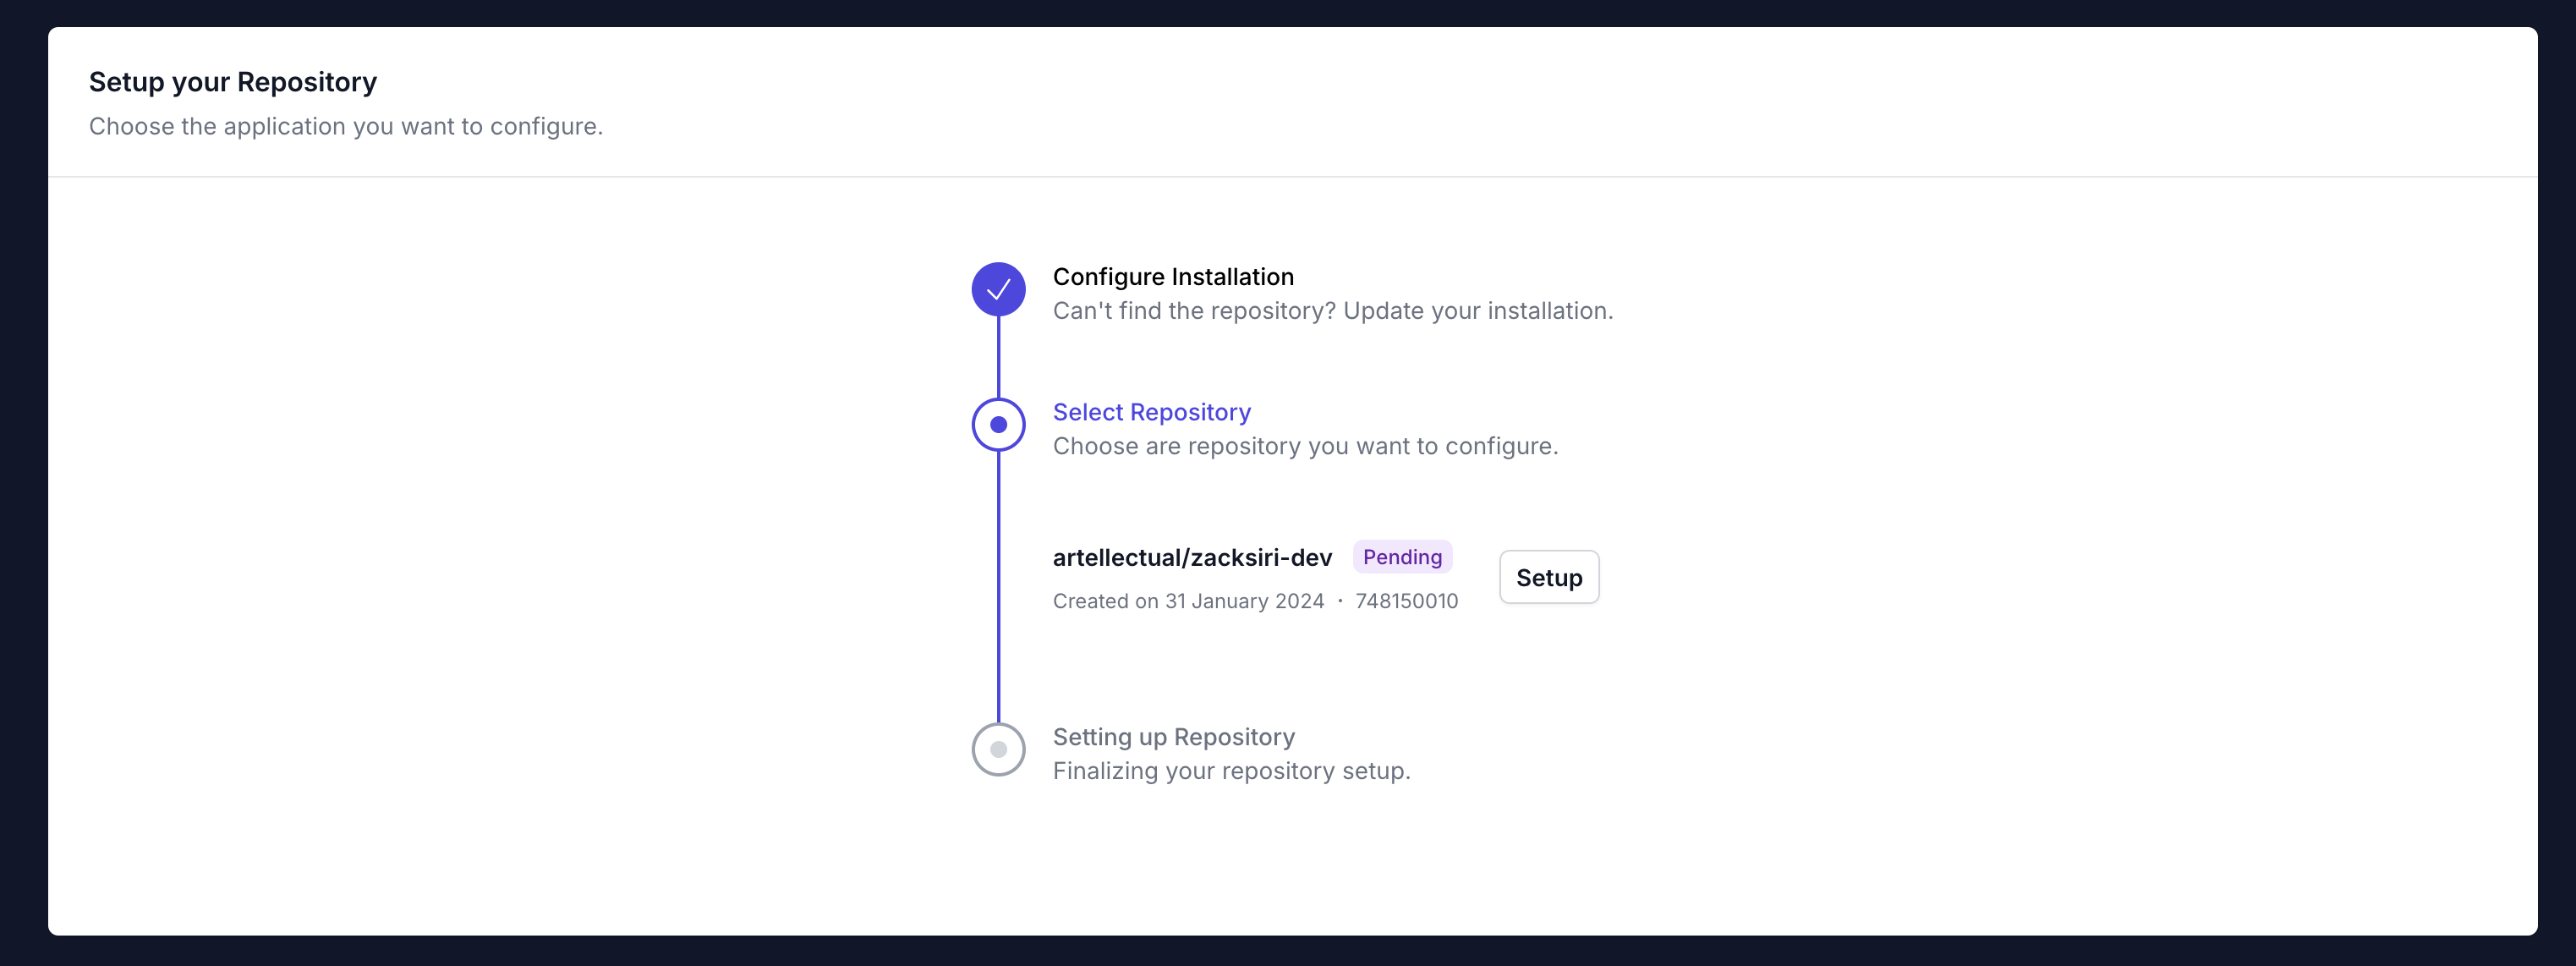 Setup your Repository
Choose the application you want to configure.
Configure Installation
Can't find the repository? Update your installation.
Select Repository
Choose are repository you want to configure.
artellectual/zacksiri-dev Pending
Setup
Created on 31 January 2024 · 748150010
Setting up Repository
Finalizing your repository setup.